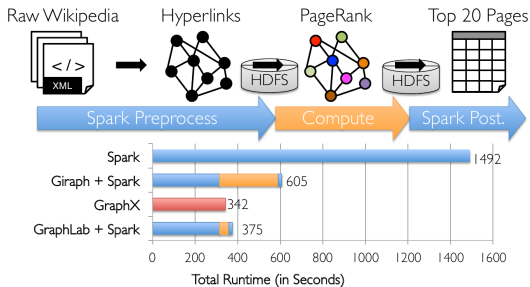 Raw Wikipedia
Hyperlinks
PageRank
Top 20 Pages
< / >
XML
HDFS
HDFS
Spark Preprocess
Compute
Spark Post.
Spark
1492
Giraph + Spark
605
GraphX
342
GraphLab + Spark
375
0 200 400 600 800 1000 1200 1400 1600
Total Runtime (in Seconds)